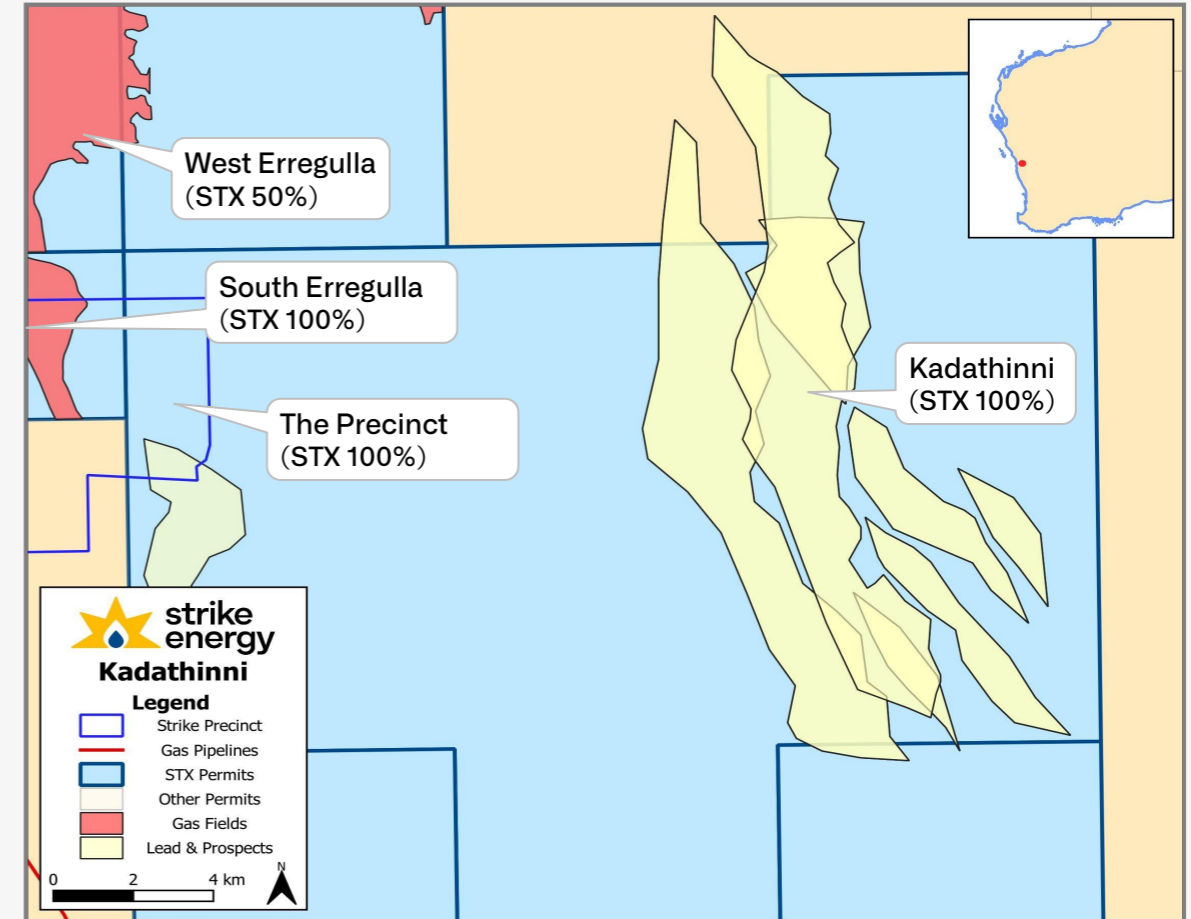 West Erregulla
(STX 50%)
South Erregulla
(STX 100%)
The Precinct
(STX 100%)
Kadathinni
(STX 100%)
strike
energy
Kadathinni
Legend
Strike Precinct
Gas Pipelines
STX Permits
Other Permits
Gas Fields
Lead & Prospects
0 2 4 km
N